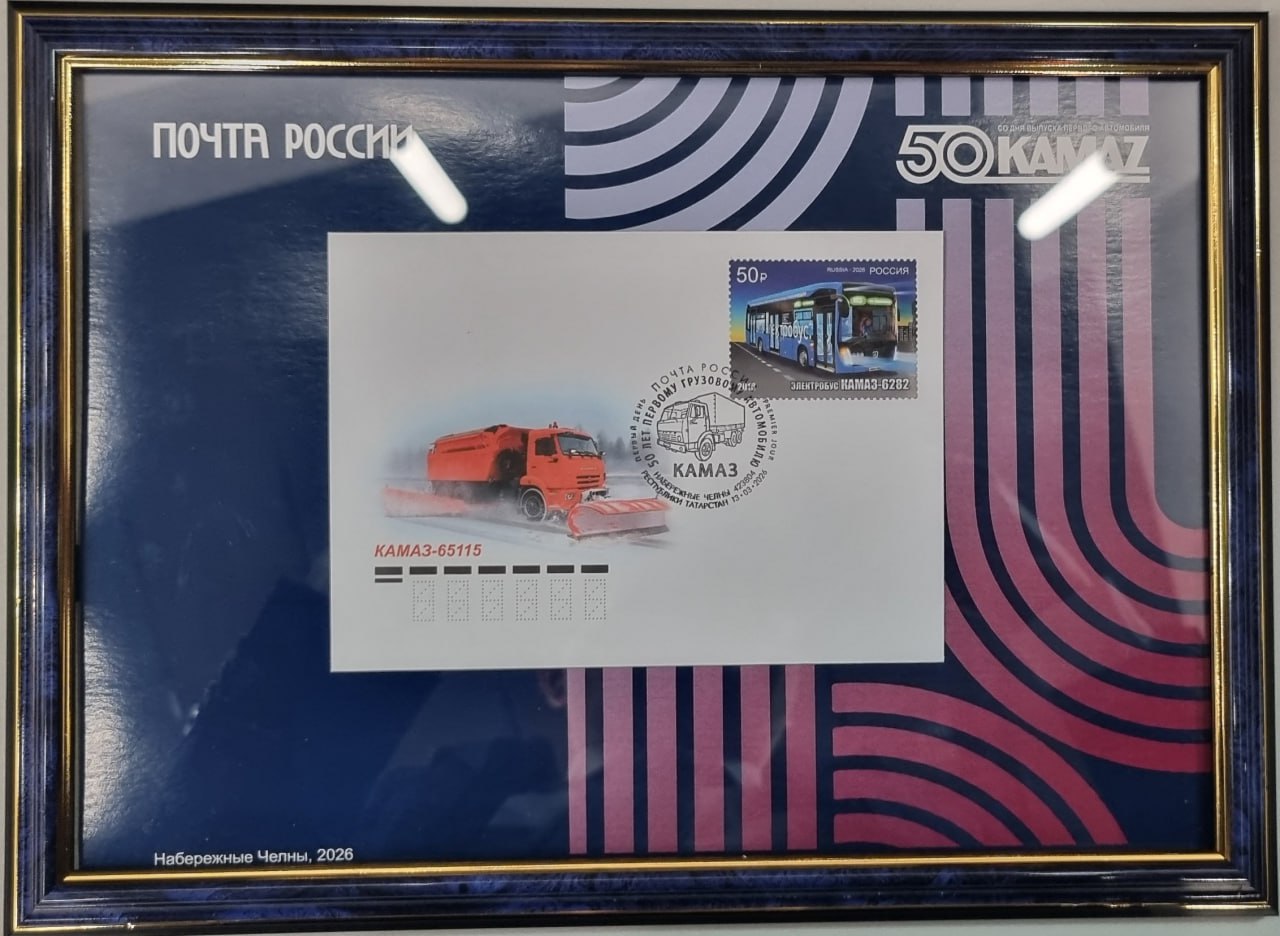 ПОЧТА РОССИИ
СО ДНЯ ВЫПУСКА ПЕРВОГО АВТОМОБИЛЯ
50 KAMAZ
50 Р
RUSSIA · 2026 РОССИЯ
ЭЛЕКТРОБУС КАМАЗ-6282
ПОЧТА РОССИИ
ПЕРВЫЙ ДЕНЬ
PREMIER JOUR
50 ЛЕТ ПЕРВОМУ ГРУЗОВОМУ АВТОМОБИЛЮ
КАМАЗ
НАБЕРЕЖНЫЕ ЧЕЛНЫ 423804
РЕСПУБЛИКИ ТАТАРСТАН 13-03-2026
КАМАЗ-65115
Набережные Челны, 2026